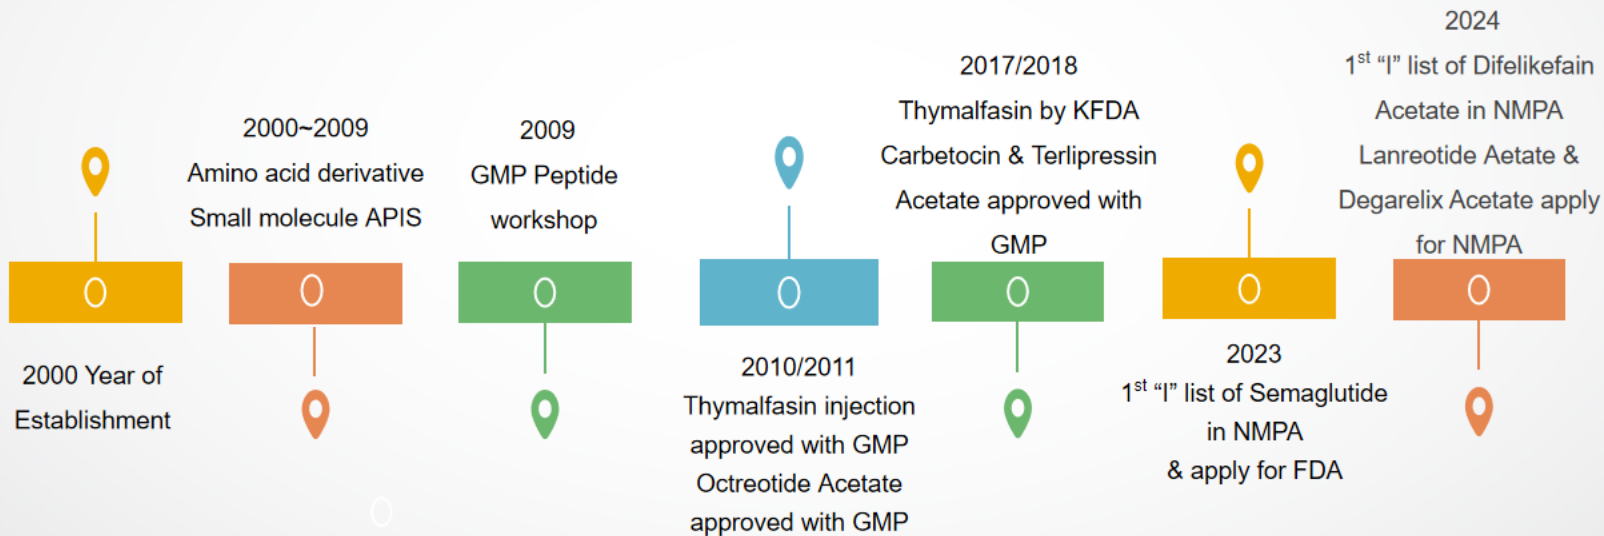 2000 Year of
Establishment
2000~2009
Amino acid derivative
Small molecule APIS
2009
GMP Peptide
workshop
2010/2011
Thymalfasin injection
approved with GMP
Octreotide Acetate
approved with GMP
2017/2018
Thymalfasin by KFDA
Carbetocin & Terlipressin
Acetate approved with
GMP
2023
1st “I” list of Semaglutide
in NMPA
& apply for FDA
2024
1st “I” list of Difelikefain
Acetate in NMPA
Lanreotide Aetate &
Degarelix Acetate apply
for NMPA